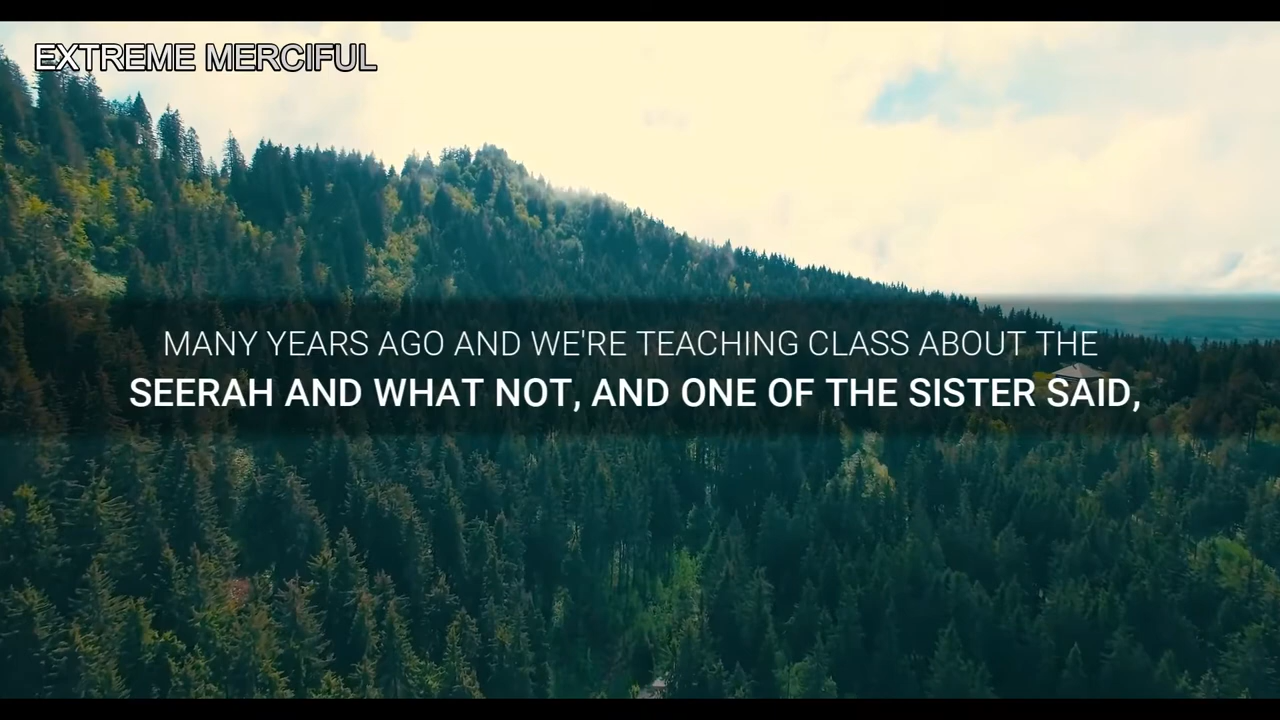 EXTREME MERCIFUL
MANY YEARS AGO AND WE'RE TEACHING CLASS ABOUT THE
SEERAH AND WHAT NOT, AND ONE OF THE SISTER SAID,